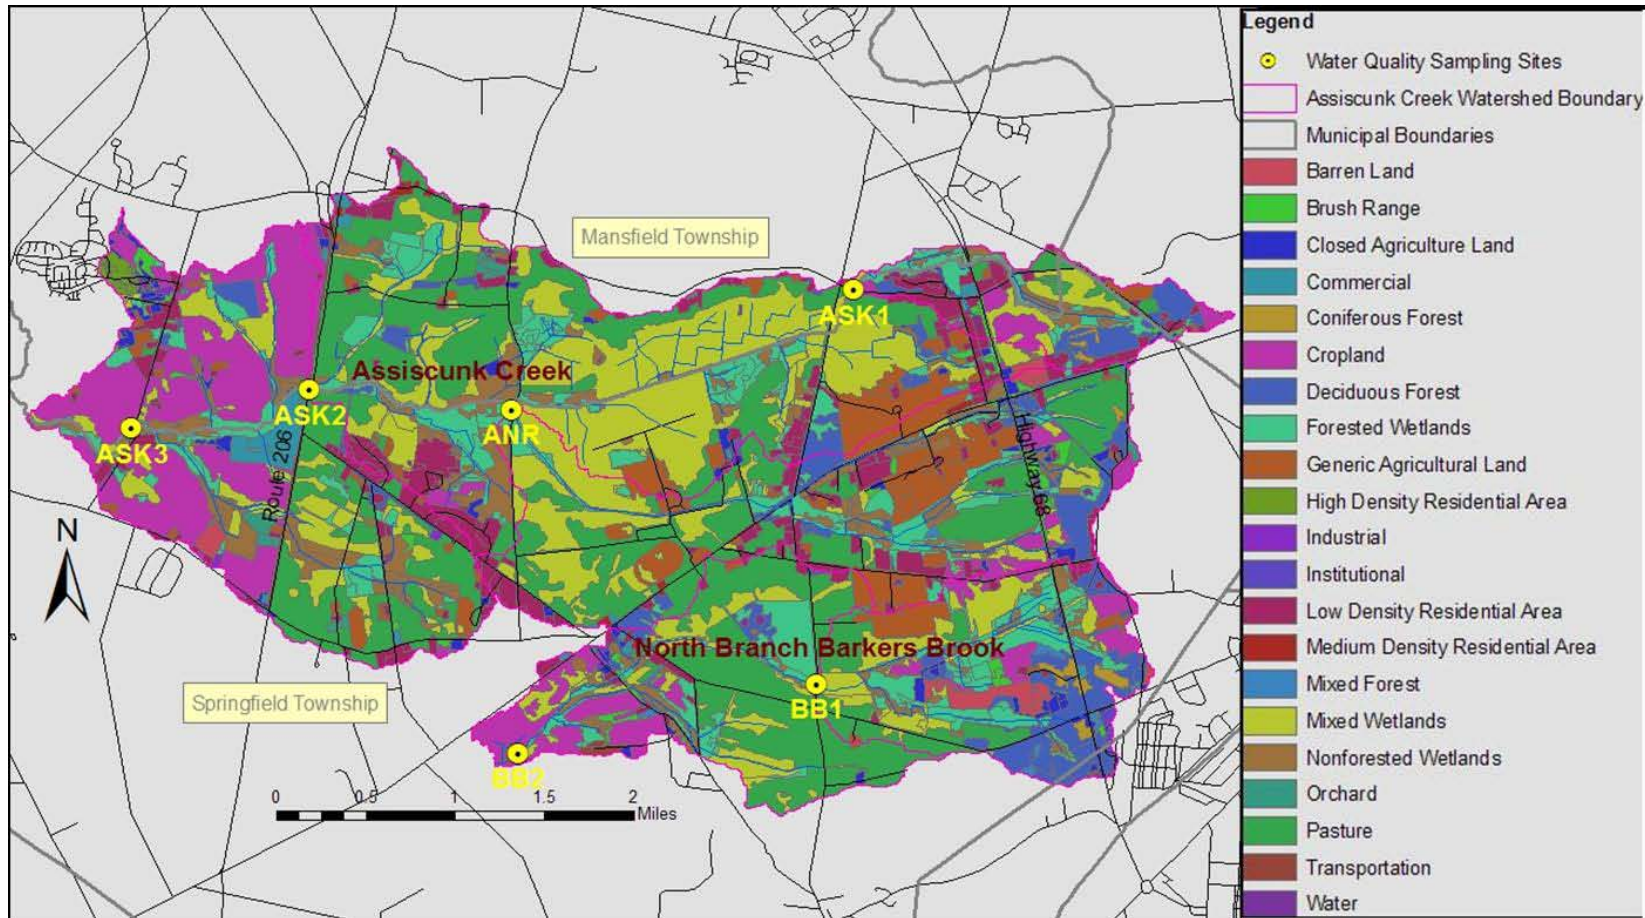 Legend
Water Quality Sampling Sites
Assiscunk Creek Watershed Boundary
Municipal Boundaries
Barren Land
Brush Range
Closed Agriculture Land
Commercial
Coniferous Forest
Cropland
Deciduous Forest
Forested Wetlands
Generic Agricultural Land
High Density Residential Area
Industrial
Institutional
Low Density Residential Area
Medium Density Residential Area
Mixed Forest
Mixed Wetlands
Nonforested Wetlands
Orchard
Pasture
Transportation
Water
Mansfield Township
ASK1
Assiscunk Creek
ASK2
ANR
ASK3
Route 206
Highway 68
N
North Branch Barkers Brook
Springfield Township
BB1
BB2
0 0.5 1 1.5 2
Miles